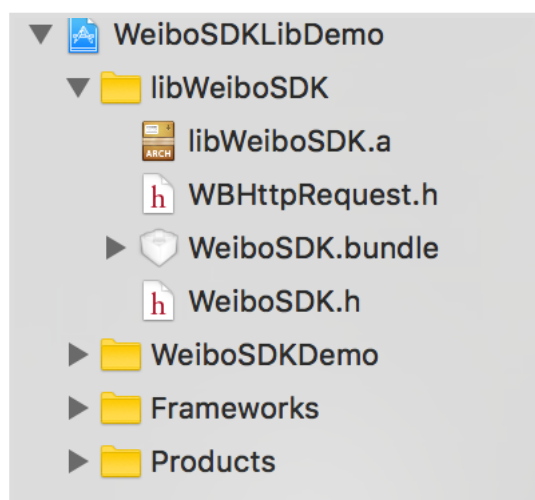 WeiboSDKLibDemo
libWeiboSDK
ARCH libWeiboSDK.a
h WBHttpRequest.h
WeiboSDK.bundle
h WeiboSDK.h
WeiboSDKDemo
Frameworks
Products